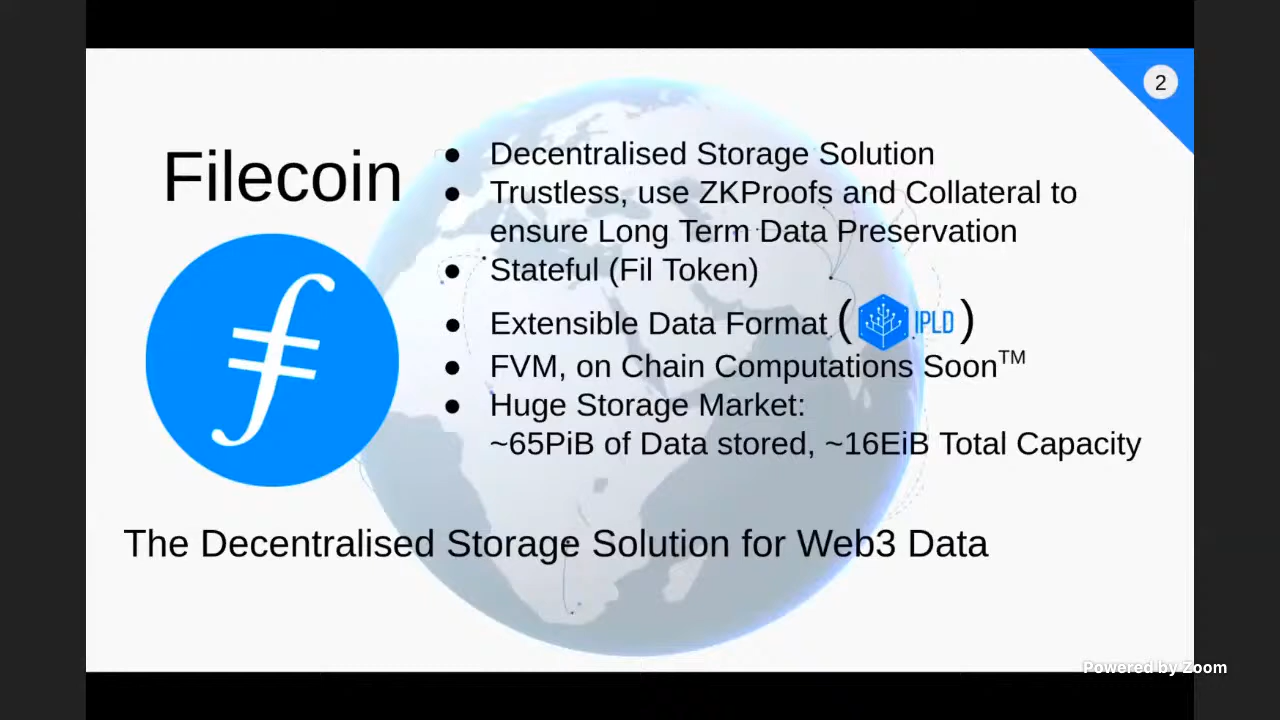 2
Filecoin
● Decentralised Storage Solution
● Trustless, use ZKProofs and Collateral to
ensure Long Term Data Preservation
● Stateful (Fil Token)
● Extensible Data Format ( IPLD )
● FVM, on Chain Computations Soon™
● Huge Storage Market:
~65PiB of Data stored, ~16EiB Total Capacity
The Decentralised Storage Solution for Web3 Data
Powered by Zoom